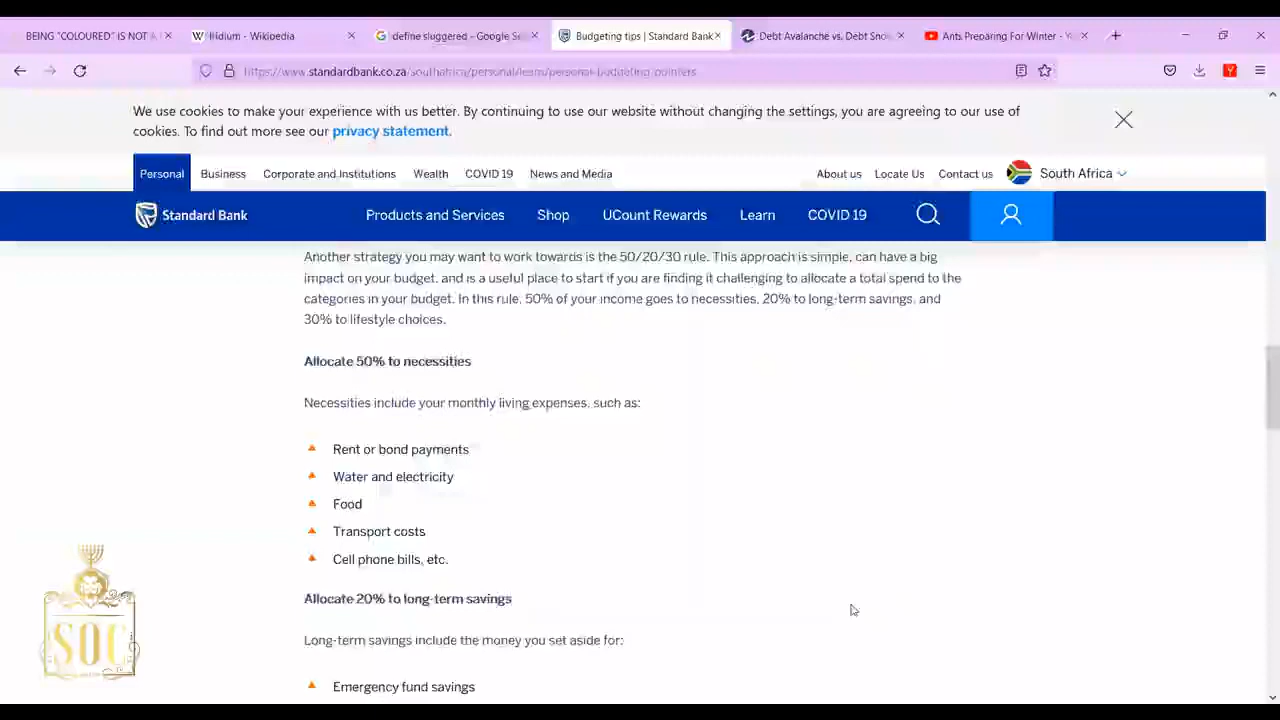 BEING "COLOURED" IS NOT A
Iridium - Wikipedia
define sluggered - Google Se
Budgeting tips | Standard Bank
Debt Avalanche vs. Debt Snow
Ants Preparing For Winter - Y
https://www.standardbank.co.za/southafrica/personal/learn/personal-budgeting-pointers
We use cookies to make your experience with us better. By continuing to use our website without changing the settings, you are agreeing to our use of
cookies. To find out more see our privacy statement.
Personal Business Corporate and Institutions Wealth COVID 19 News and Media About us Locate Us Contact us South Africa
Standard Bank Products and Services Shop UCount Rewards Learn COVID 19
Another strategy you may want to work towards is the 50/20/30 rule. This approach is simple, can have a big
impact on your budget, and is a useful place to start if you are finding it challenging to allocate a total spend to the
categories in your budget. In this rule, 50% of your income goes to necessities, 20% to long-term savings, and
30% to lifestyle choices.
Allocate 50% to necessities
Necessities include your monthly living expenses, such as:
Rent or bond payments
Water and electricity
Food
Transport costs
Cell phone bills, etc.
Allocate 20% to long-term savings
Long-term savings include the money you set aside for:
Emergency fund savings
SOC